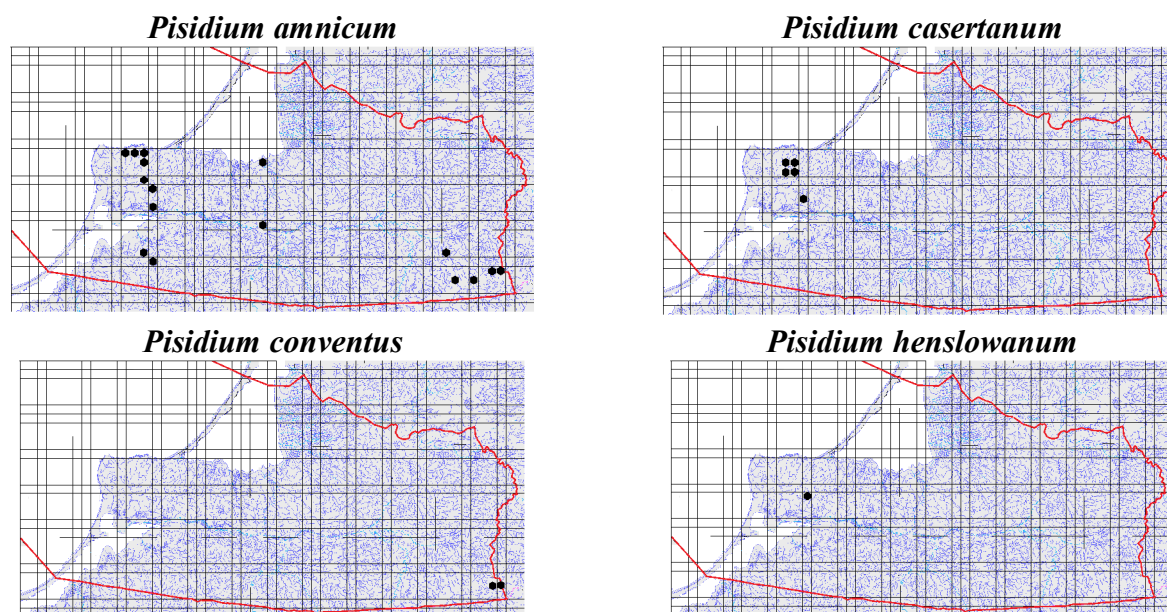 Pisidium amnicum
Pisidium casertanum
Pisidium conventus
Pisidium henslowanum